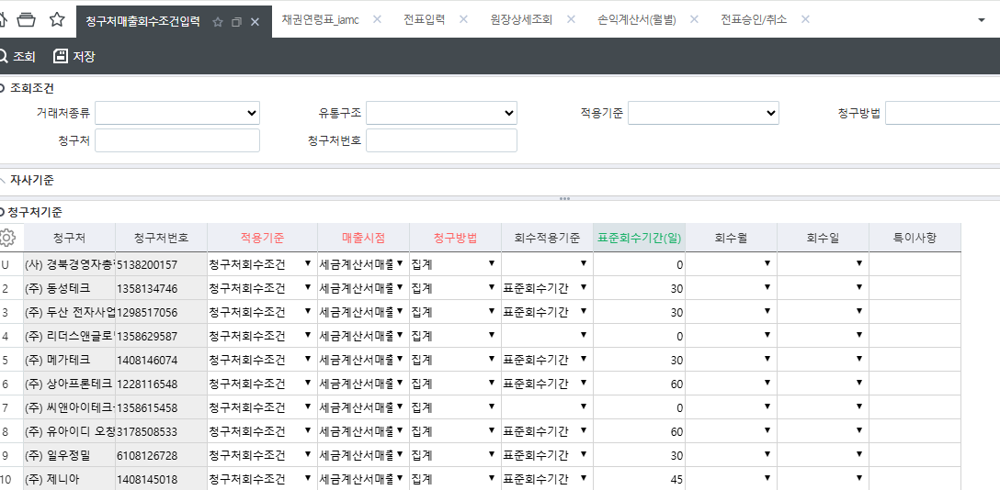 청구처매출회수조건입력 채권연령표_iamc 전표입력 원장상세조회 손익계산서(월별) 전표승인/취소
조회 저장
조회조건
거래처종류 유통구조 적용기준 청구방법
청구처 청구처번호
자사기준
청구처기준
청구처 청구처번호 적용기준 매출시점 청구방법 회수적용기준 표준회수기간(일) 회수월 회수일 특이사항
U (사) 경북경영자총 5138200157 청구처회수조건 세금계산서매출 집계 0
2 (주) 동성테크 1358134746 청구처회수조건 세금계산서매출 집계 표준회수기간 30
3 (주) 두산 전자사업 1298517056 청구처회수조건 세금계산서매출 집계 표준회수기간 30
4 (주) 리더스앤글로 1358629587 청구처회수조건 세금계산서매출 집계 0
5 (주) 메가테크 1408146074 청구처회수조건 세금계산서매출 집계 표준회수기간 30
6 (주) 상아프론테크 1228116548 청구처회수조건 세금계산서매출 집계 표준회수기간 60
7 (주) 씨앤아이테크 1358615458 청구처회수조건 세금계산서매출 집계 0
8 (주) 유아이디 오창 3178508533 청구처회수조건 세금계산서매출 집계 표준회수기간 60
9 (주) 일우정밀 6108126728 청구처회수조건 세금계산서매출 집계 표준회수기간 30
10 (주) 제니아 1408145018 청구처회수조건 세금계산서매출 집계 표준회수기간 45